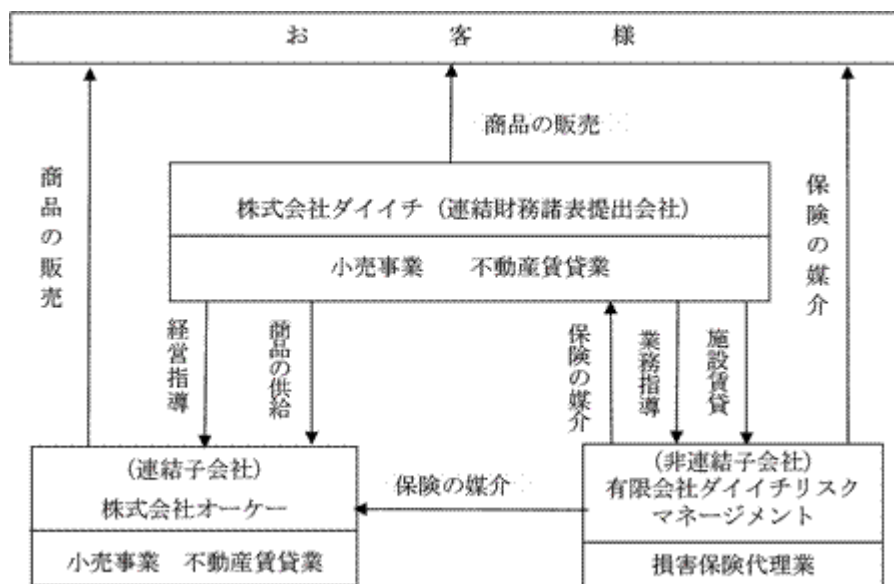 お客様
商品の販売
商品の販売
保険の媒介
株式会社ダイイチ（連結財務諸表提出会社）
小売事業　不動産賃貸業
経営指導
商品の供給
保険の媒介
業務指導
施設賃貸
(連結子会社)
株式会社オーケー
小売事業　不動産賃貸業
保険の媒介
(非連結子会社)
有限会社ダイイチリスク
マネージメント
損害保険代理業